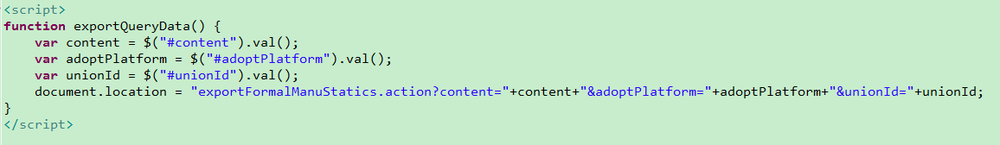 <script>
function exportQueryData() {
    var content = $("#content").val();
    var adoptPlatform = $("#adoptPlatform").val();
    var unionId = $("#unionId").val();
    document.location = "exportFormalManuStatics.action?content="+content+"&adoptPlatform="+adoptPlatform+"&unionId="+unionId;
}
</script>